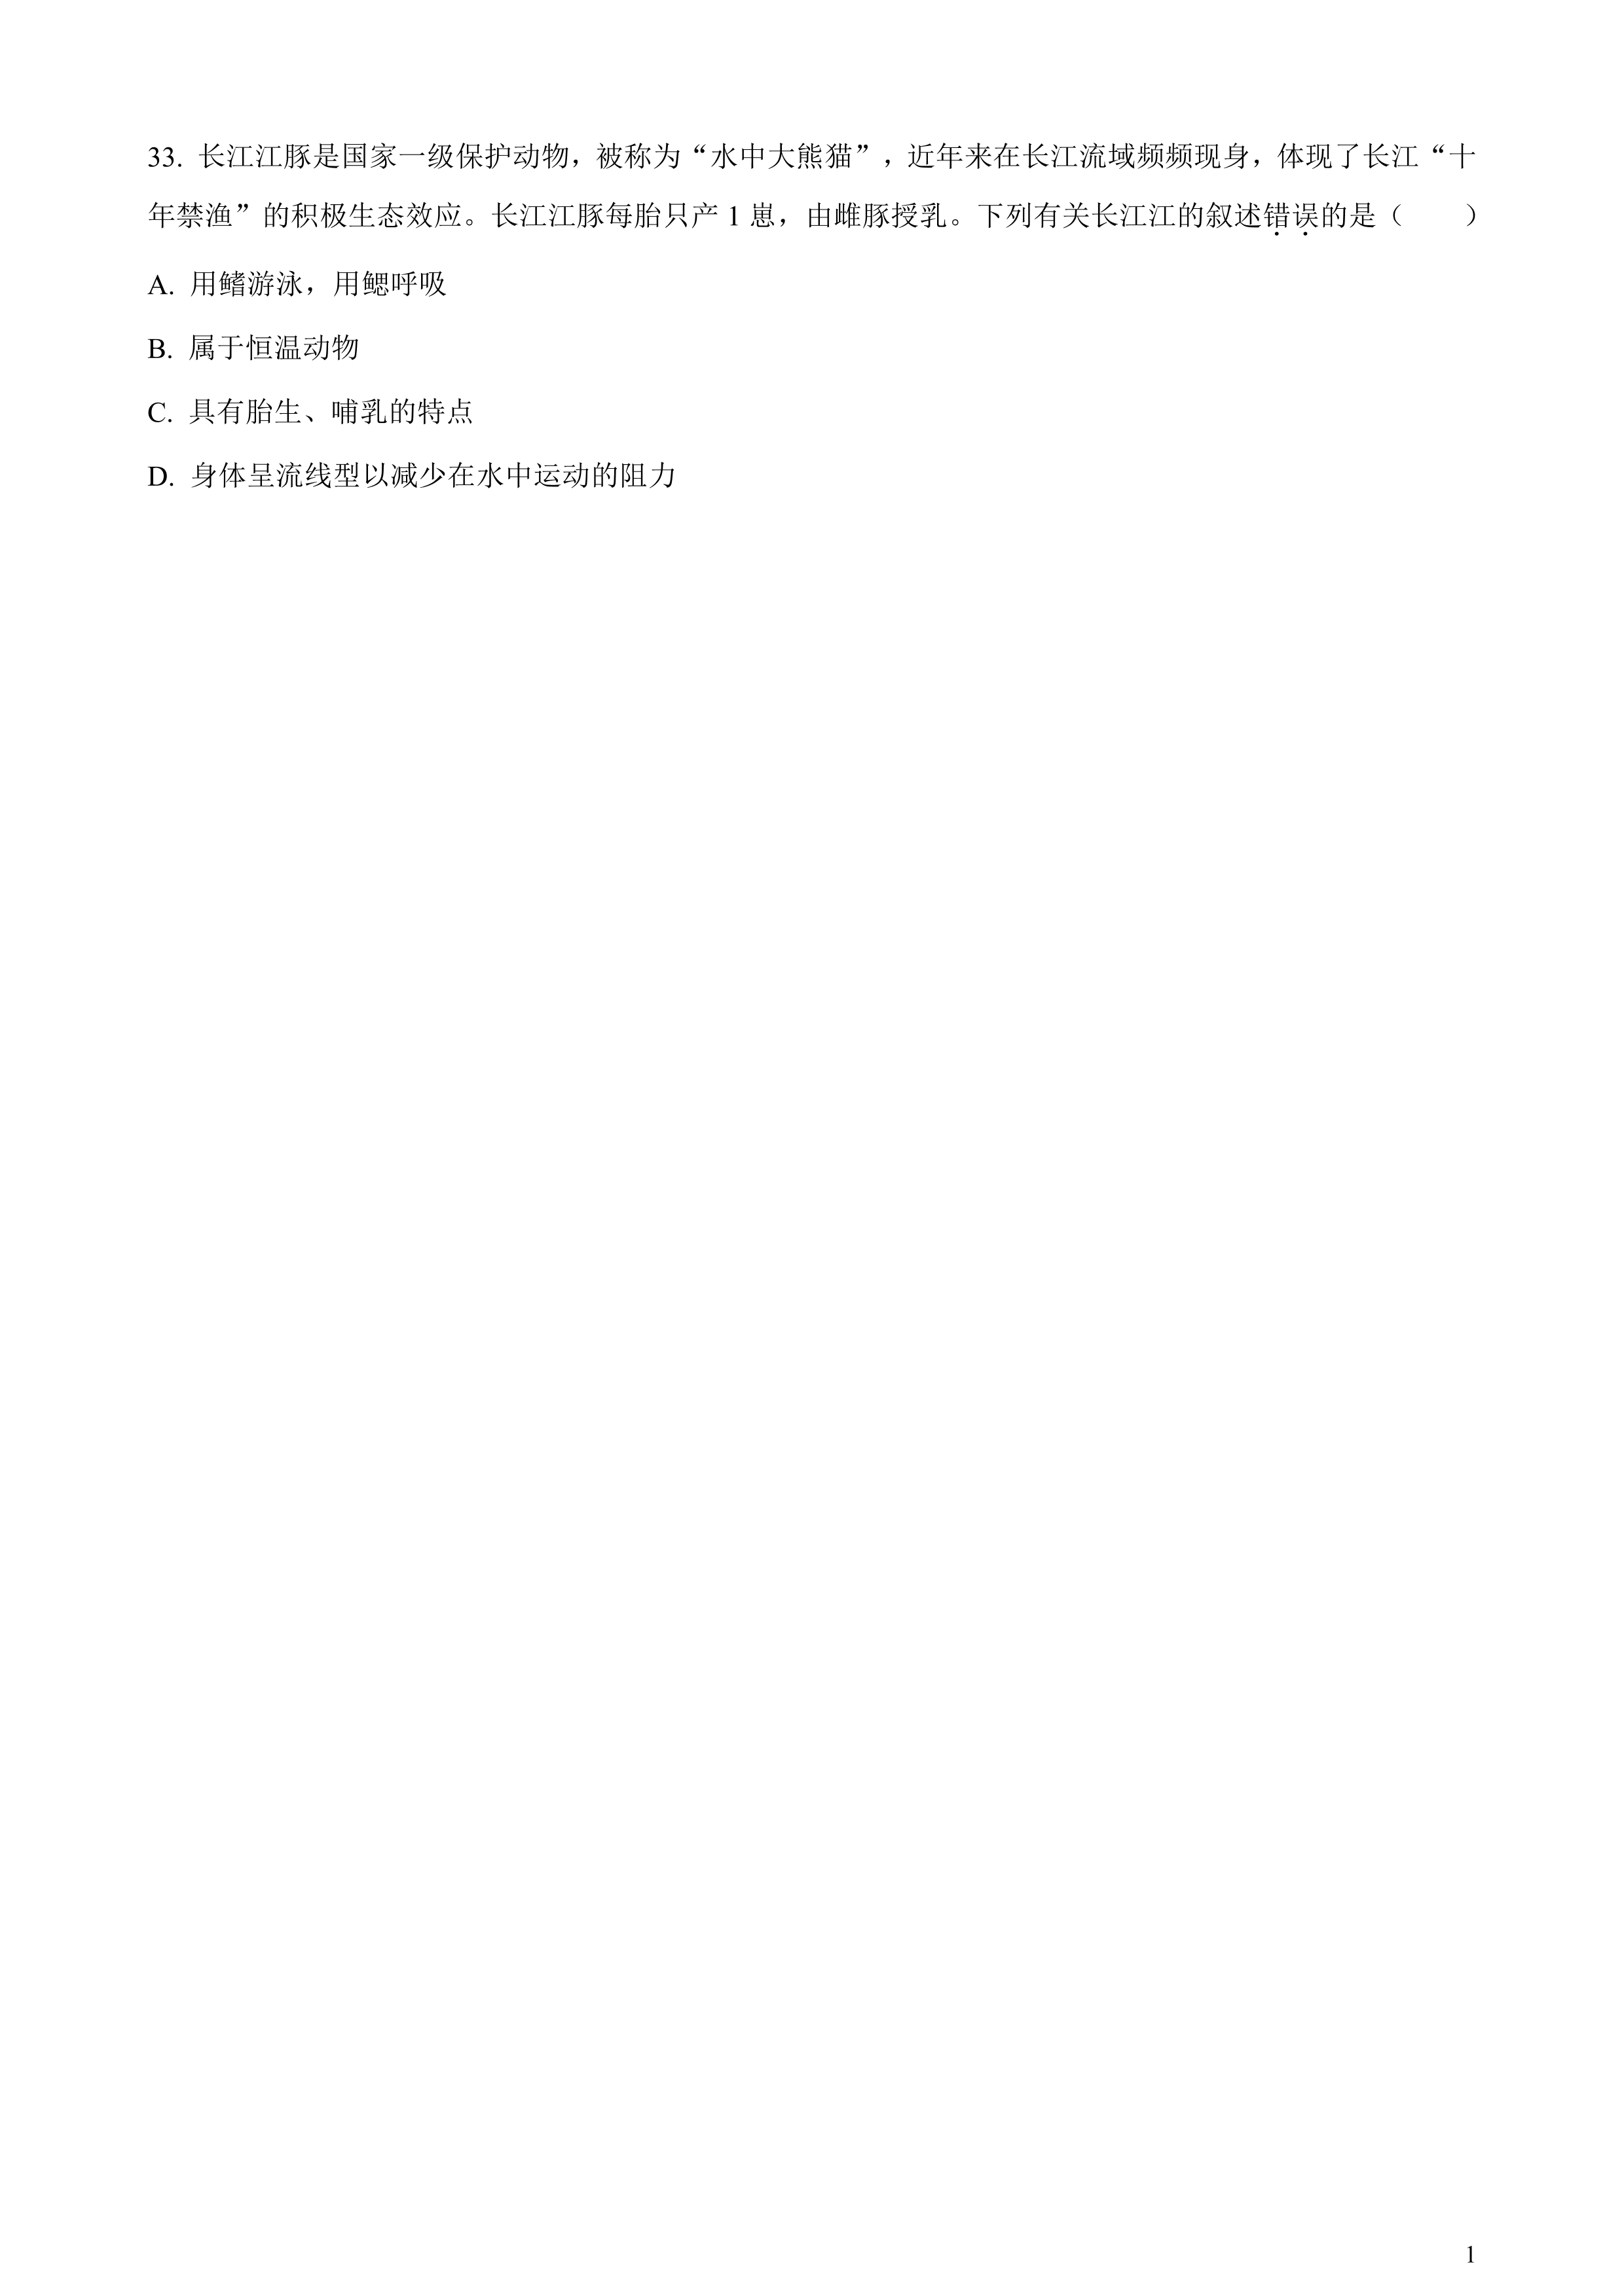 33. 长江江豚是国家一级保护动物，被称为“水中大熊猫”，近年来在长江流域频频现身，体现了长江“十
年禁渔”的积极生态效应。长江江豚每胎只产 1 崽，由雌豚授乳。下列有关长江江的叙述错误的是（　　）
A. 用鳍游泳，用鳃呼吸
B. 属于恒温动物
C. 具有胎生、哺乳的特点
D. 身体呈流线型以减少在水中运动的阻力
1